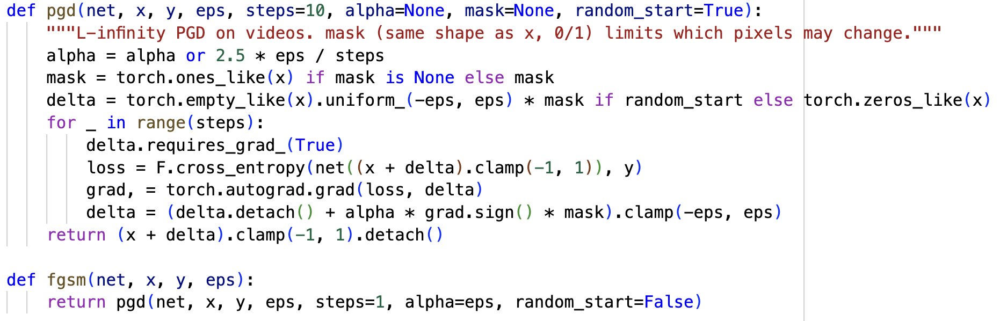 def pgd(net, x, y, eps, steps=10, alpha=None, mask=None, random_start=True):
    """L-infinity PGD on videos. mask (same shape as x, 0/1) limits which pixels may change."""
    alpha = alpha or 2.5 * eps / steps
    mask = torch.ones_like(x) if mask is None else mask
    delta = torch.empty_like(x).uniform_(-eps, eps) * mask if random_start else torch.zeros_like(x)
    for _ in range(steps):
        delta.requires_grad_(True)
        loss = F.cross_entropy(net((x + delta).clamp(-1, 1)), y)
        grad, = torch.autograd.grad(loss, delta)
        delta = (delta.detach() + alpha * grad.sign() * mask).clamp(-eps, eps)
    return (x + delta).clamp(-1, 1).detach()

def fgsm(net, x, y, eps):
    return pgd(net, x, y, eps, steps=1, alpha=eps, random_start=False)